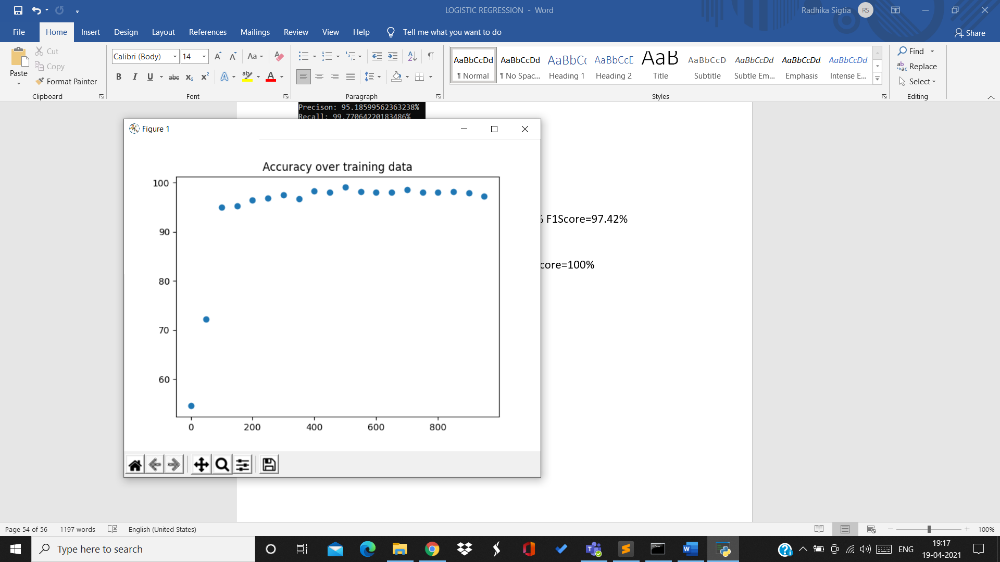 LOGISTIC REGRESSION - Word
Radhika Sigtia
RS
File Home Insert Design Layout References Mailings Review View Help Tell me what you want to do
Share
Paste
Cut
Copy
Format Painter
Clipboard
Calibri (Body) 14
Aa
B I U abc x₂ x² A ab A
Font
Paragraph
AaBbCcDd AaBbCcDd AaBbCc AaBbCcD AaB AaBbCcD AaBbCcDd AaBbCcDd AaBbCcDd
¶ Normal ¶ No Spac... Heading 1 Heading 2 Title Subtitle Subtle Em... Emphasis Intense E...
Styles
Find
Replace
Select
Editing
Precison: 95.18599562363238%
Recall: 99.77064220183486%
Figure 1
Accuracy over training data
100
90
80
70
60
0 200 400 600 800
% F1Score=97.42%
core=100%
Page 54 of 56 1197 words English (United States)
100%
Type here to search
ENG
19:17
19-04-2021